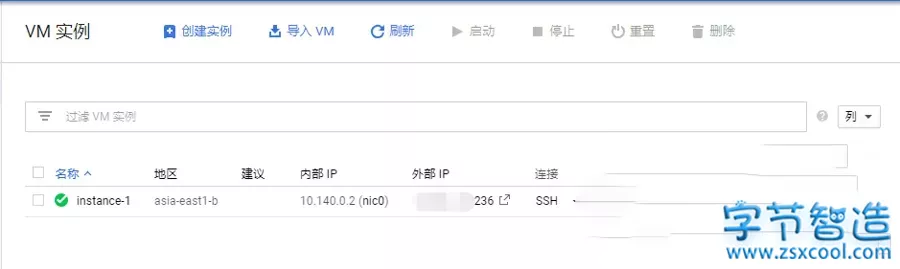 VM 实例 创建实例 导入 VM 刷新 启动 停止 重置 删除
过滤 VM 实例 列
名称 地区 建议 内部 IP 外部 IP 连接
instance-1 asia-east1-b 10.140.0.2 (nic0) 236 SSH
字节智造
www.zsxcool.com